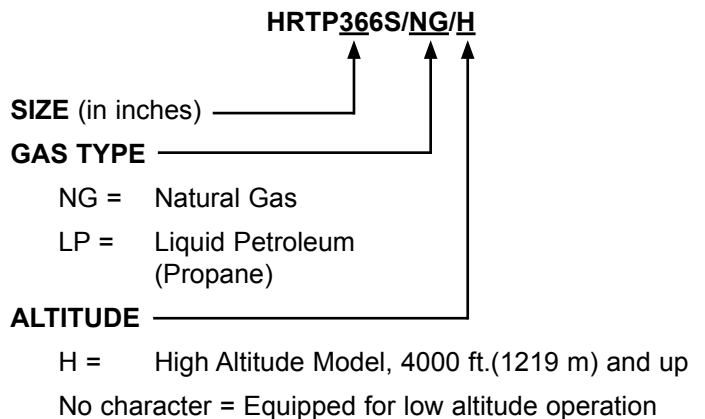 HRTP366S/NG/H
SIZE (in inches)
GAS TYPE
NG = Natural Gas
LP = Liquid Petroleum
(Propane)
ALTITUDE
H = High Altitude Model, 4000 ft.(1219 m) and up
No character = Equipped for low altitude operation